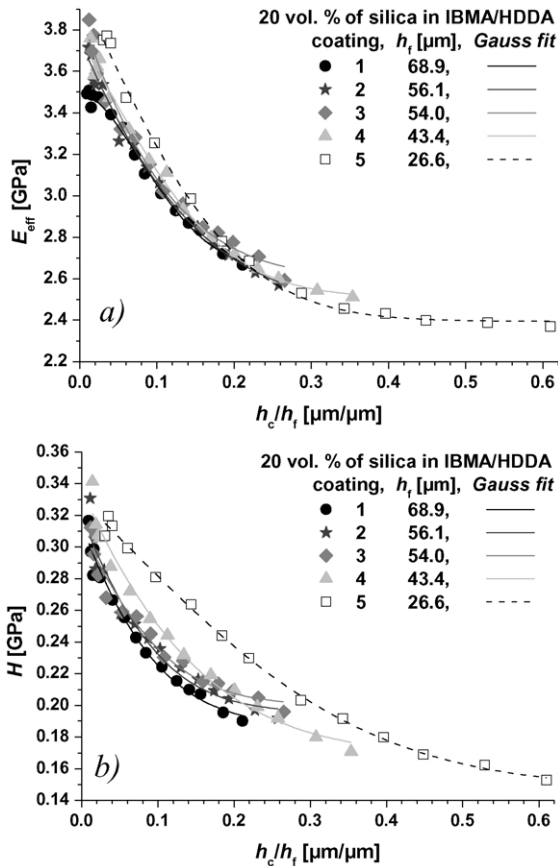 20 vol. % of silica in IBMA/HDDA
coating, h_f [µm], Gauss fit
1 68.9,
2 56.1,
3 54.0,
4 43.4,
5 26.6,
3.8
3.6
3.4
3.2
3.0
2.8
2.6
2.4
2.2
E_eff [GPa]
a)
0.0 0.1 0.2 0.3 0.4 0.5 0.6
h_c/h_f [µm/µm]
20 vol. % of silica in IBMA/HDDA
coating, h_f [µm], Gauss fit
1 68.9,
2 56.1,
3 54.0,
4 43.4,
5 26.6,
0.36
0.34
0.32
0.30
0.28
0.26
0.24
0.22
0.20
0.18
0.16
0.14
H [GPa]
b)
0.0 0.1 0.2 0.3 0.4 0.5 0.6
h_c/h_f [µm/µm]